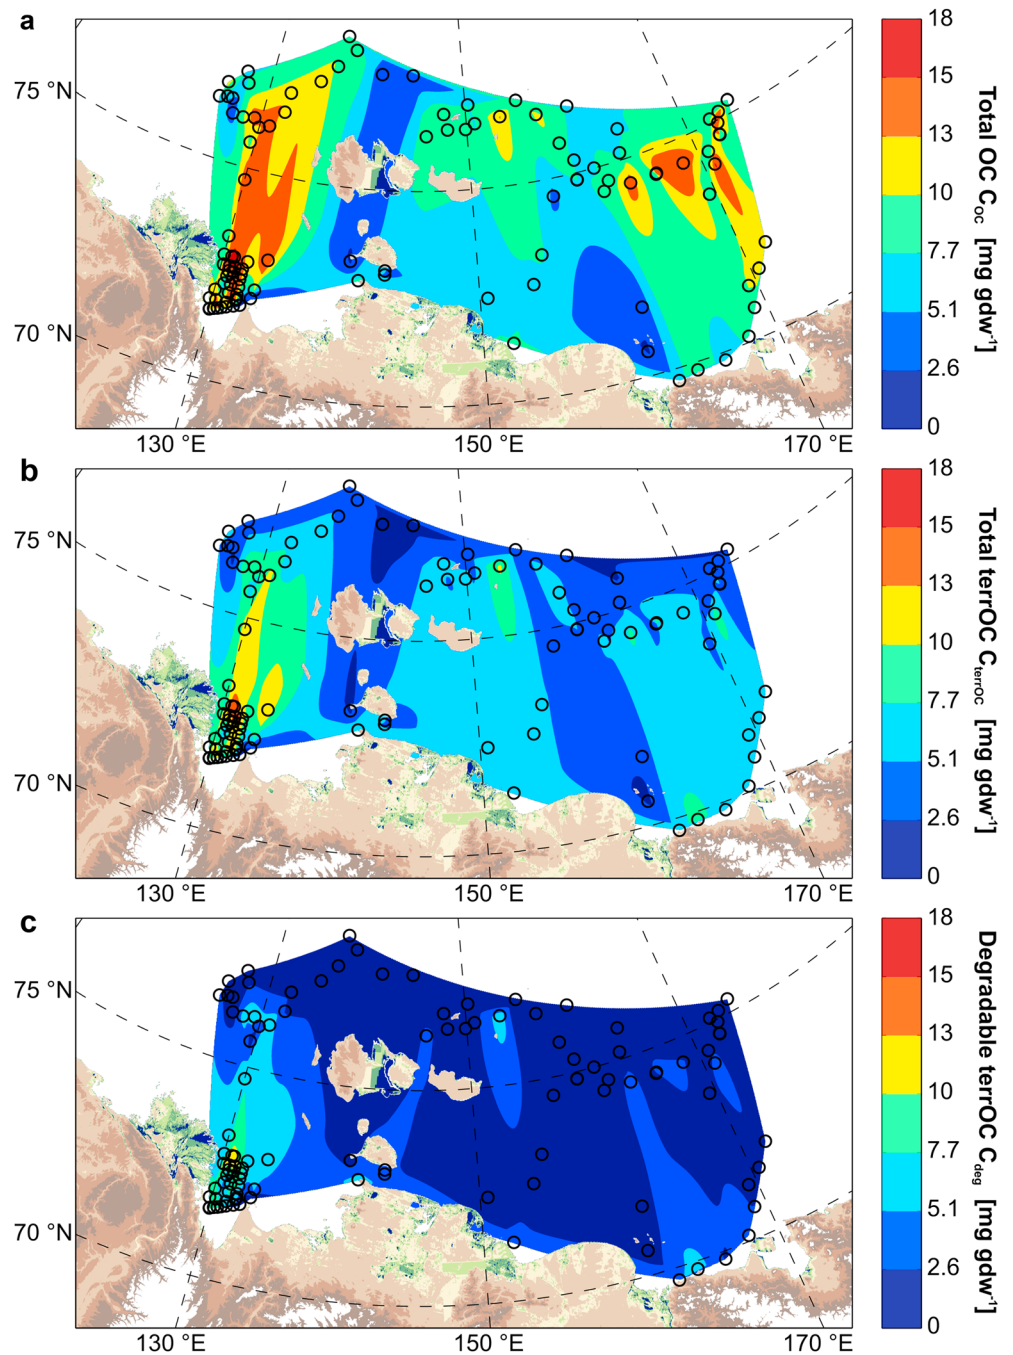 a
75 °N
70 °N
130 °E
150 °E
170 °E
18
15
13
10
7.7
5.1
2.6
0
Total OC COC [mg gdw-1]
b
75 °N
70 °N
130 °E
150 °E
170 °E
18
15
13
10
7.7
5.1
2.6
0
Total terrOC CterrOC [mg gdw-1]
c
75 °N
70 °N
130 °E
150 °E
170 °E
18
15
13
10
7.7
5.1
2.6
0
Degradable terrOC Cdeg [mg gdw-1]